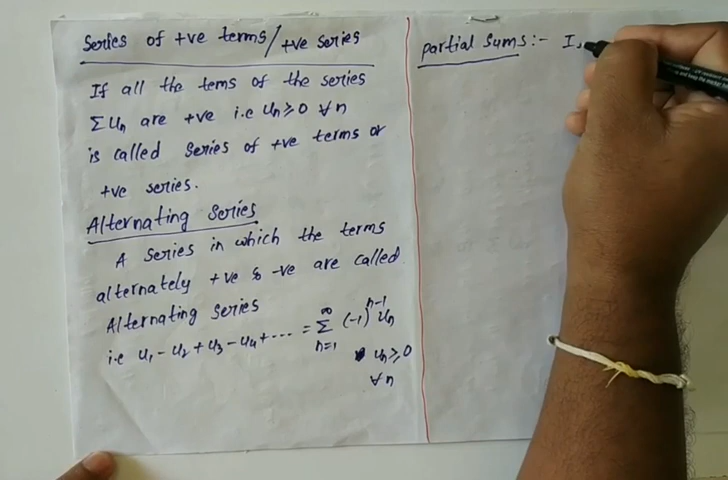 Series of +ve terms/+ve series
If all the tems of the series
Σ Un are +ve i.e Un ≥ 0 ∀ n
is called series of +ve terms or
+ve series.
Alternating Series
A series in which the terms
alternately +ve & -ve are called
Alternating series
i.e u₁ - u₂ + u₃ - u₄ + ---- = ∑_{n=1}^{∞} (-1)^{n-1} Un
Un ≥ 0
∀ n
partial sums:- I